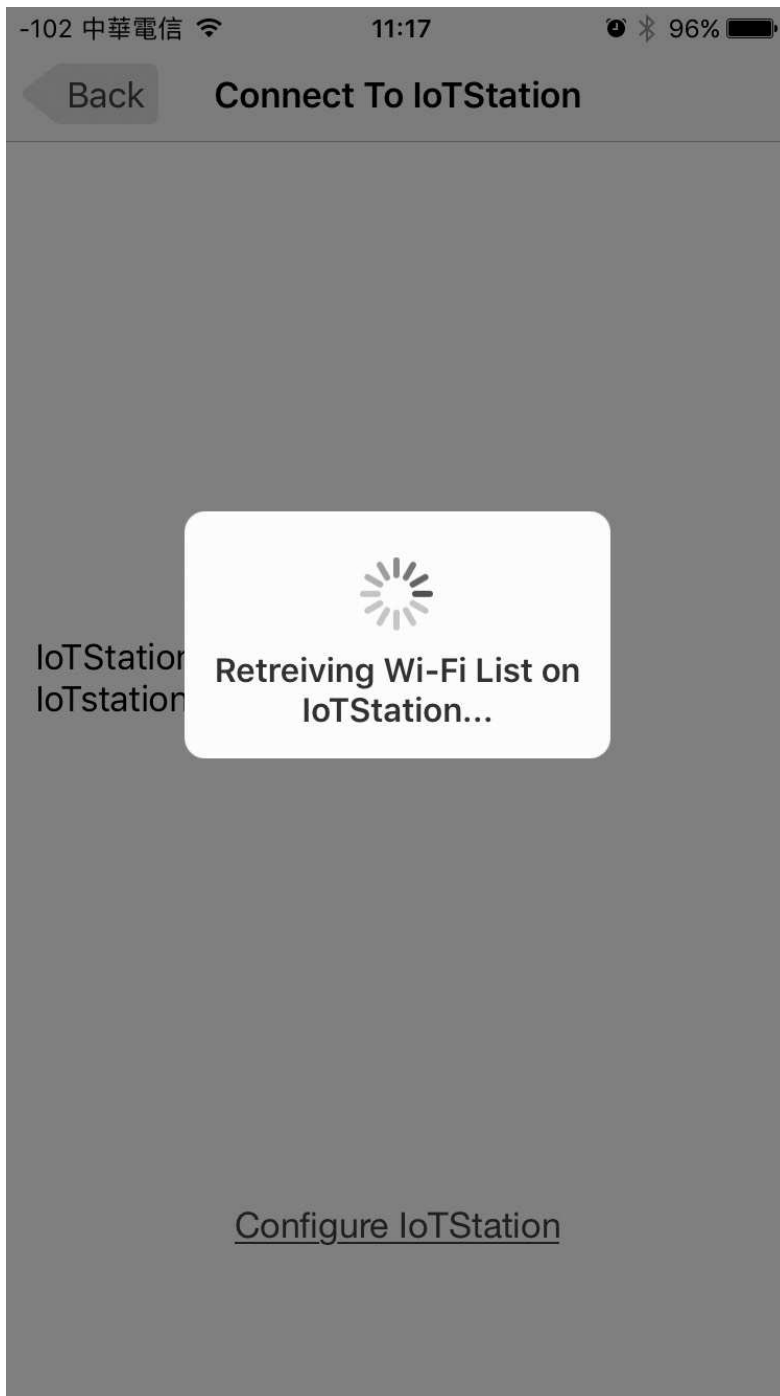 -102 中華電信 11:17 96%
Back Connect To IoTStation
Retreiving Wi-Fi List on
IoTStation...
IoTStation
IoTstation
Configure IoTStation